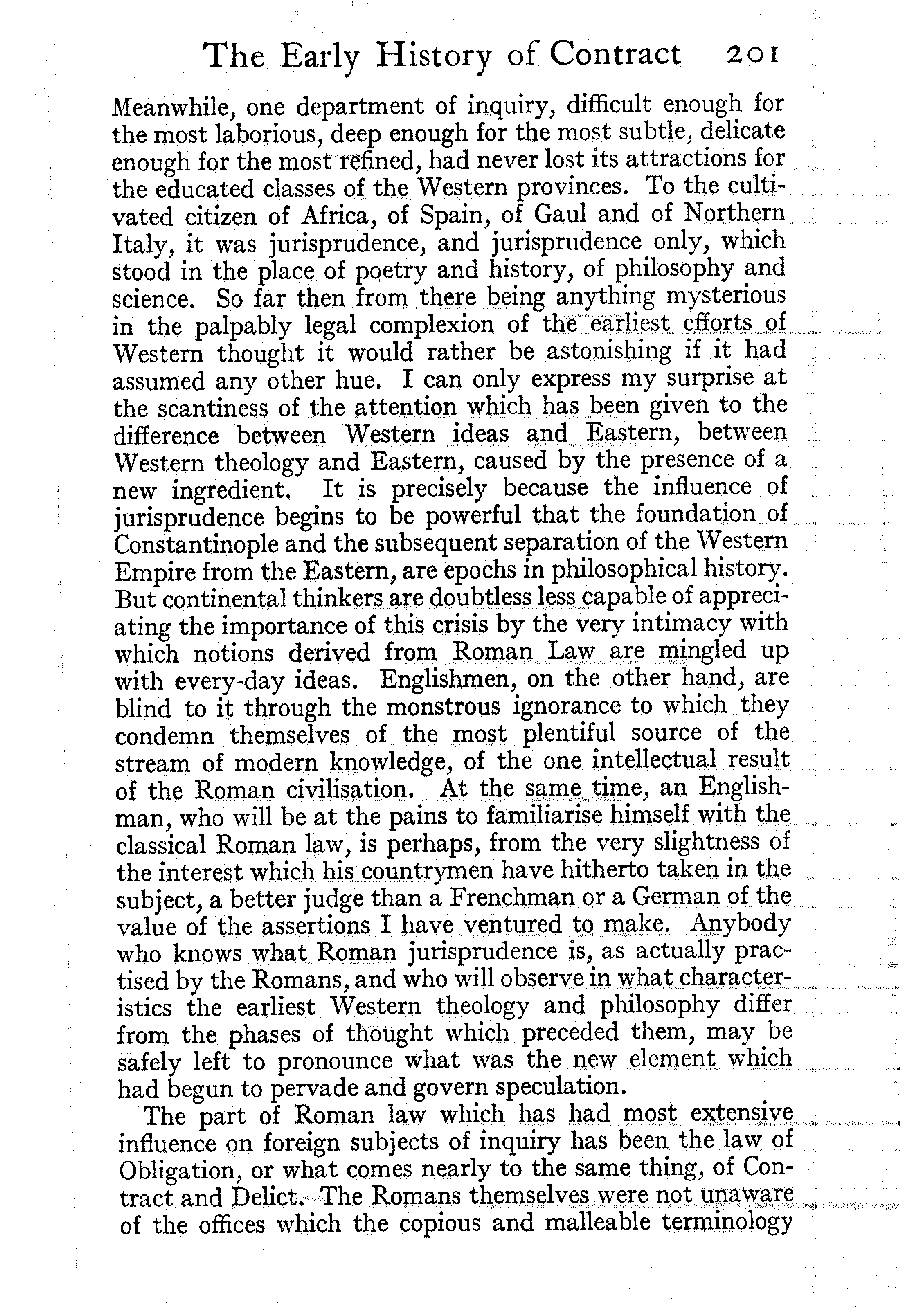 The Early History of Contract 201
Meanwhile, one department of inquiry, difficult enough for
the most laborious, deep enough for the most subtle, delicate
enough for the most refined, had never lost its attractions for
the educated classes of the Western provinces. To the culti-
vated citizen of Africa, of Spain, of Gaul and of Northern
Italy, it was jurisprudence, and jurisprudence only, which
stood in the place of poetry and history, of philosophy and
science. So far then from there being anything mysterious
in the palpably legal complexion of the earliest efforts of
Western thought it would rather be astonishing if it had
assumed any other hue. I can only express my surprise at
the scantiness of the attention which has been given to the
difference between Western ideas and Eastern, between
Western theology and Eastern, caused by the presence of a
new ingredient. It is precisely because the influence of
jurisprudence begins to be powerful that the foundation of
Constantinople and the subsequent separation of the Western
Empire from the Eastern, are epochs in philosophical history.
But continental thinkers are doubtless less capable of appreci-
ating the importance of this crisis by the very intimacy with
which notions derived from Roman Law are mingled up
with every-day ideas. Englishmen, on the other hand, are
blind to it through the monstrous ignorance to which they
condemn themselves of the most plentiful source of the
stream of modern knowledge, of the one intellectual result
of the Roman civilisation. At the same time, an English-
man, who will be at the pains to familiarise himself with the
classical Roman law, is perhaps, from the very slightness of
the interest which his countrymen have hitherto taken in the
subject, a better judge than a Frenchman or a German of the
value of the assertions I have ventured to make. Anybody
who knows what Roman jurisprudence is, as actually prac-
tised by the Romans, and who will observe in what character-
istics the earliest Western theology and philosophy differ
from the phases of thought which preceded them, may be
safely left to pronounce what was the new element which
had begun to pervade and govern speculation.
The part of Roman law which has had most extensive
influence on foreign subjects of inquiry has been the law of
Obligation, or what comes nearly to the same thing, of Con-
tract and Delict. The Romans themselves were not unaware
of the offices which the copious and malleable terminology